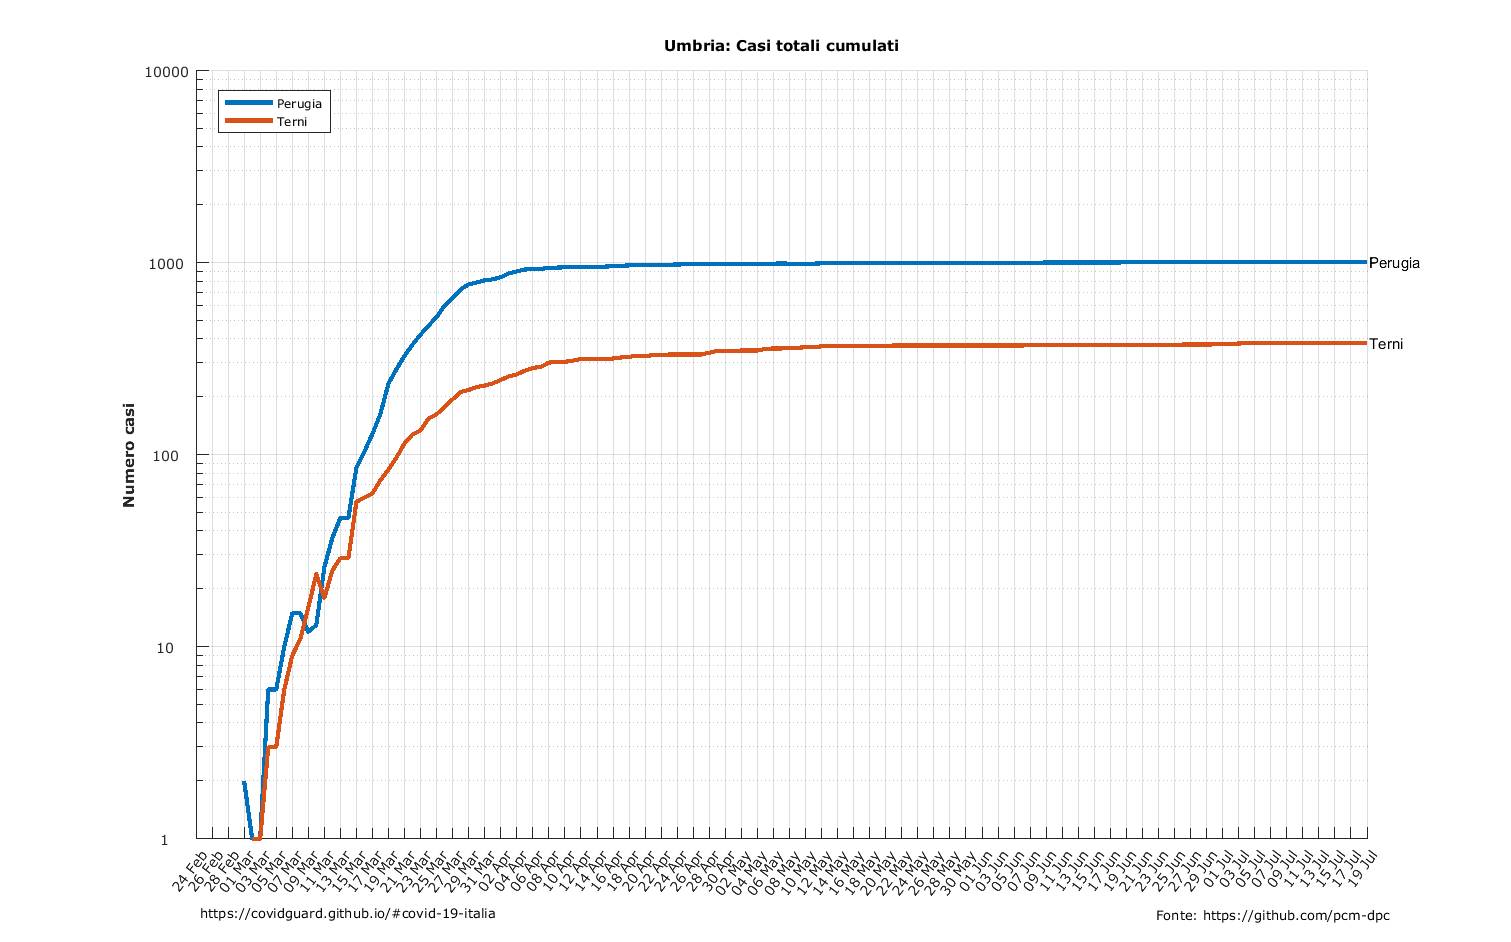 Umbria: Casi totali cumulati
10000
1000
100
10
1
Numero casi
Perugia
Terni
Perugia
Terni
24 Feb
26 Feb
28 Feb
01 Mar
03 Mar
05 Mar
07 Mar
09 Mar
11 Mar
13 Mar
15 Mar
17 Mar
19 Mar
21 Mar
23 Mar
25 Mar
27 Mar
29 Mar
31 Mar
02 Apr
04 Apr
06 Apr
08 Apr
10 Apr
12 Apr
14 Apr
16 Apr
18 Apr
20 Apr
22 Apr
24 Apr
26 Apr
28 Apr
30 Apr
02 May
04 May
06 May
08 May
10 May
12 May
14 May
16 May
18 May
20 May
22 May
24 May
26 May
28 May
30 May
01 Jun
03 Jun
05 Jun
07 Jun
09 Jun
11 Jun
13 Jun
15 Jun
17 Jun
19 Jun
21 Jun
23 Jun
25 Jun
27 Jun
29 Jun
01 Jul
03 Jul
05 Jul
07 Jul
09 Jul
11 Jul
13 Jul
15 Jul
17 Jul
19 Jul
https://covidguard.github.io/#covid-19-italia
Fonte: https://github.com/pcm-dpc